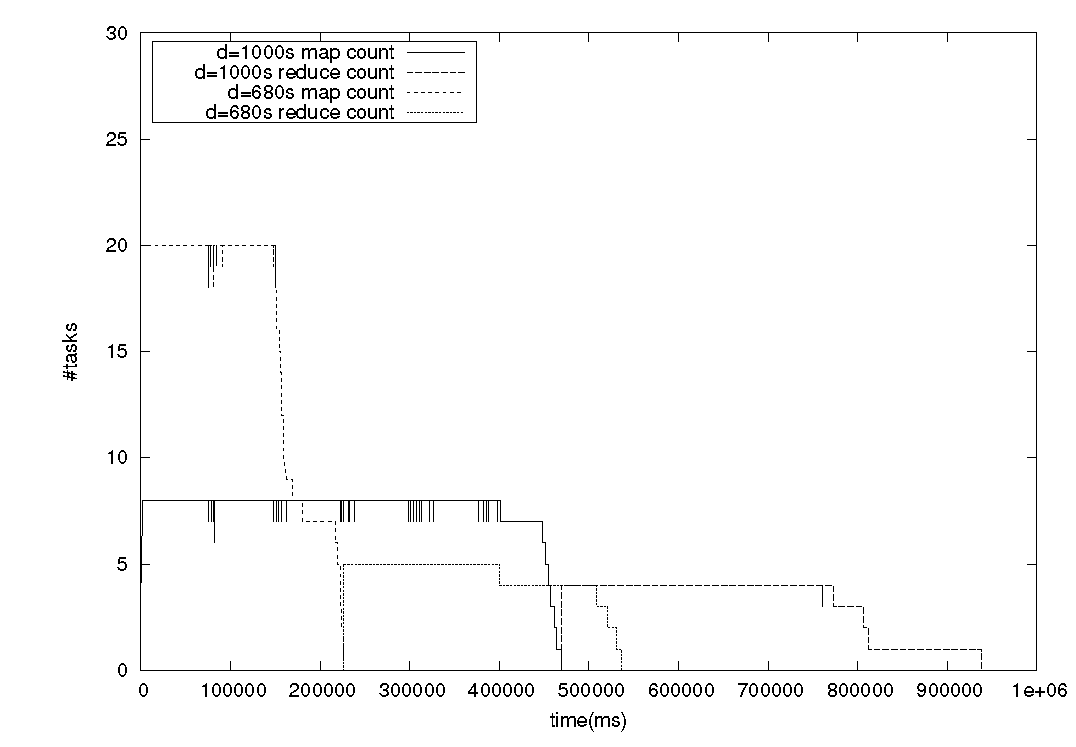 30
d=1000s map count
d=1000s reduce count
d=680s map count
d=680s reduce count
25
20
15
10
5
0
#tasks
0 100000 200000 300000 400000 500000 600000 700000 800000 900000 1e+06
time(ms)